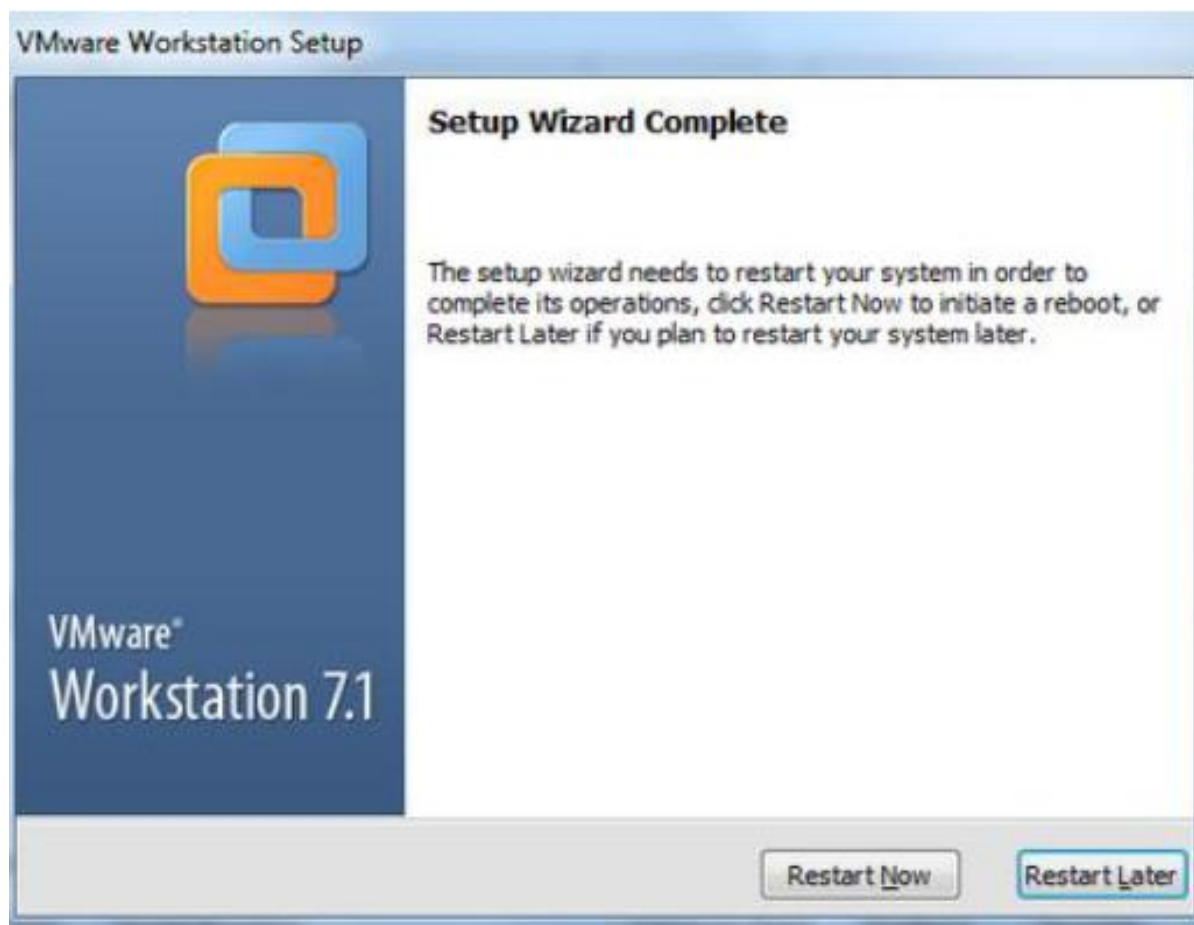 VMware Workstation Setup
Setup Wizard Complete
The setup wizard needs to restart your system in order to
complete its operations, click Restart Now to initiate a reboot, or
Restart Later if you plan to restart your system later.
VMware®
Workstation 7.1
Restart Now
Restart Later